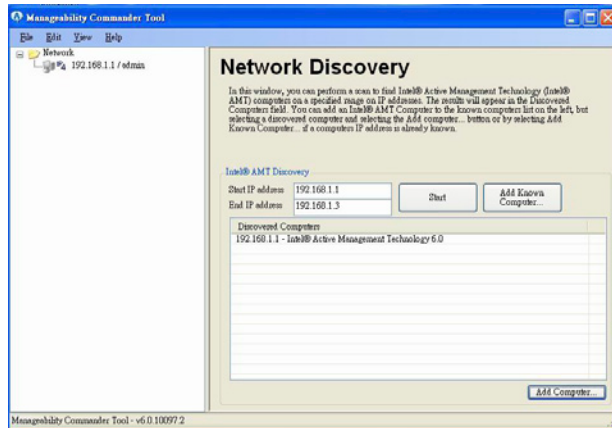 Manageability Commander Tool
File Edit View Help
Network
192.168.1.1 / admin
Network Discovery
In this window, you can perform a scan to find Intel® Active Management Technology (Intel®
AMT) computers on a specified range on IP addresses. The results will appear in the Discovered
Computers field. You can add an Intel® AMT Computer to the known computers list on the left, but
selecting a discovered computer and selecting the Add computer... button or by selecting Add
Known Computer... if a computers IP address is already known.
Intel® AMT Discovery
Start IP address 192.168.1.1
End IP address 192.168.1.3
Start
Add Known
Computer...
Discovered Computers
192.168.1.1 - Intel® Active Management Technology 6.0
Add Computer...
Manageability Commander Tool - v6.0.10097.2